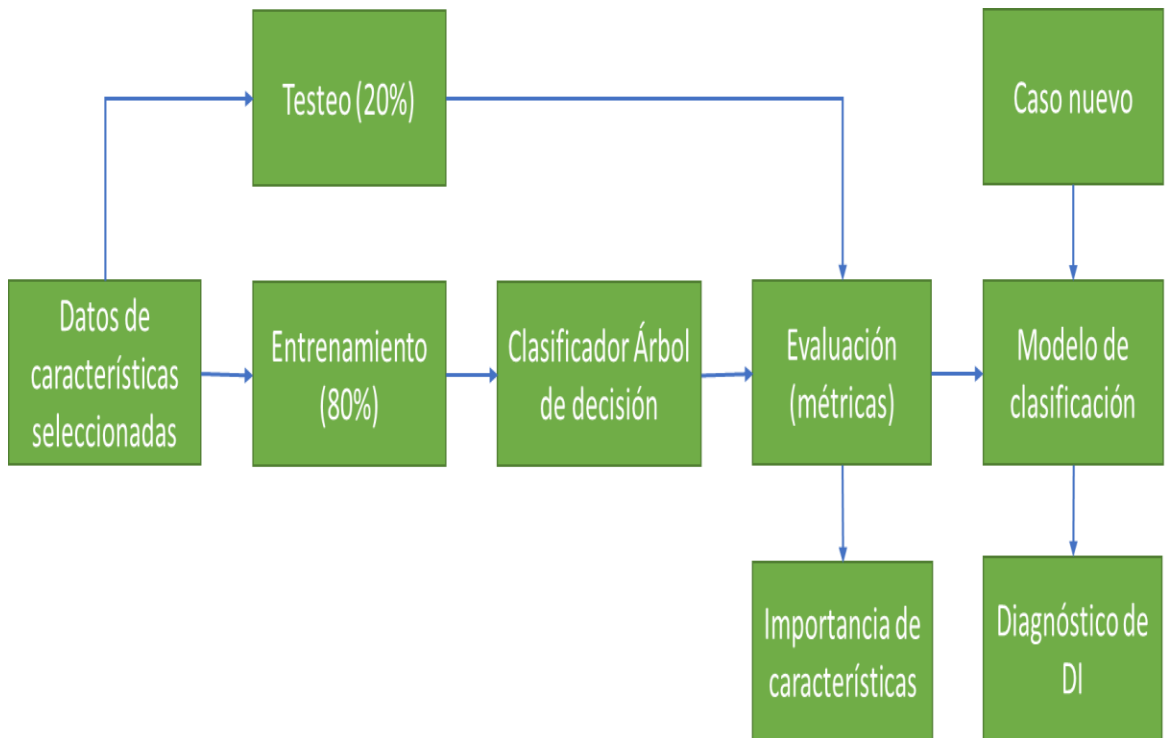 Testeo (20%)
Caso nuevo
Datos de
características
seleccionadas
Entrenamiento
(80%)
Clasificador Árbol
de decisión
Evaluación
(métricas)
Modelo de
clasificación
Importancia de
características
Diagnóstico de
DI